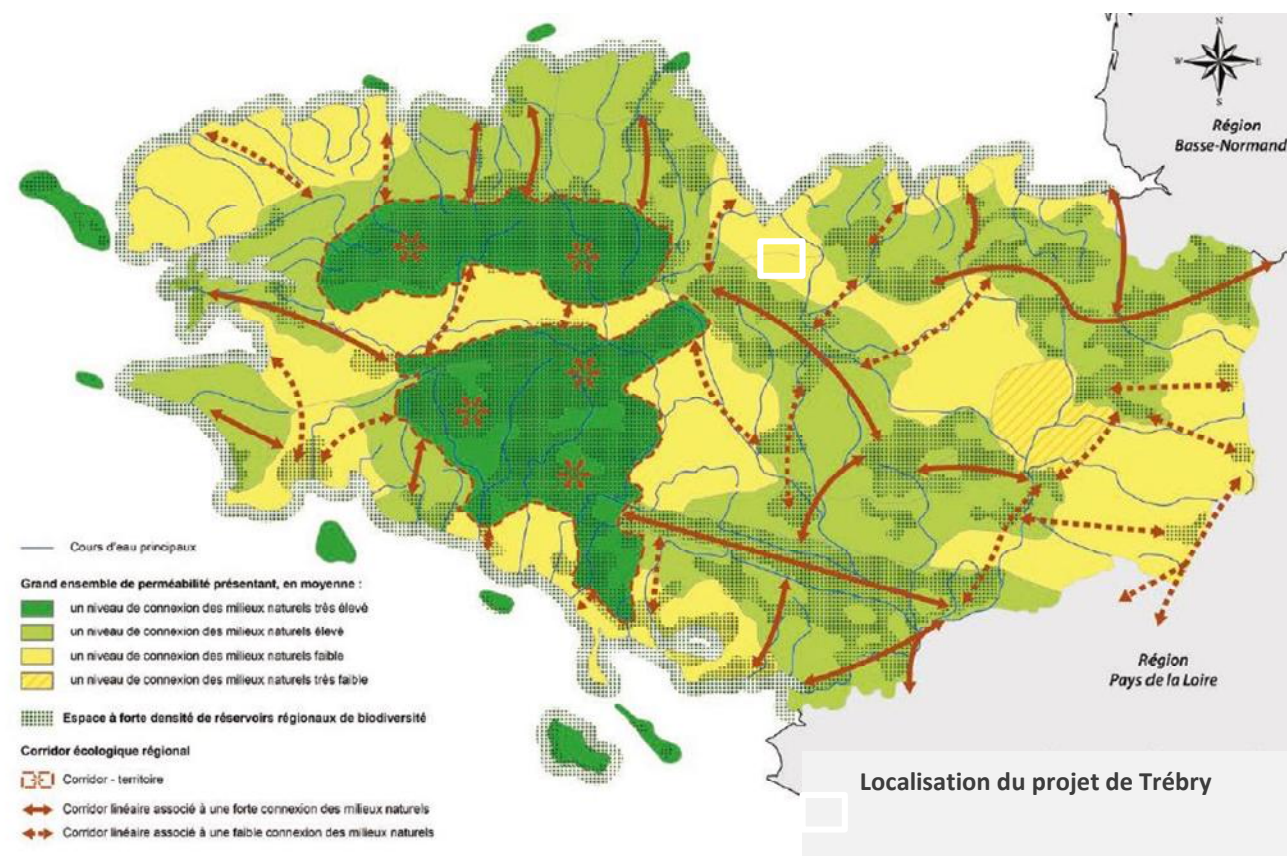 N
W
E
S
Région
Basse-Normand
Cours d'eau principaux
Grand ensemble de perméabilité présentant, en moyenne :
un niveau de connexion des milieux naturels très élevé
un niveau de connexion des milieux naturels élevé
un niveau de connexion des milieux naturels faible
un niveau de connexion des milieux naturels très faible
Espace à forte densité de réservoirs régionaux de biodiversité
Corridor écologique régional
Corridor - territoire
Corridor linéaire associé à une forte connexion des milieux naturels
Corridor linéaire associé à une faible connexion des milieux naturels
Région
Pays de la Loire
Localisation du projet de Trébry